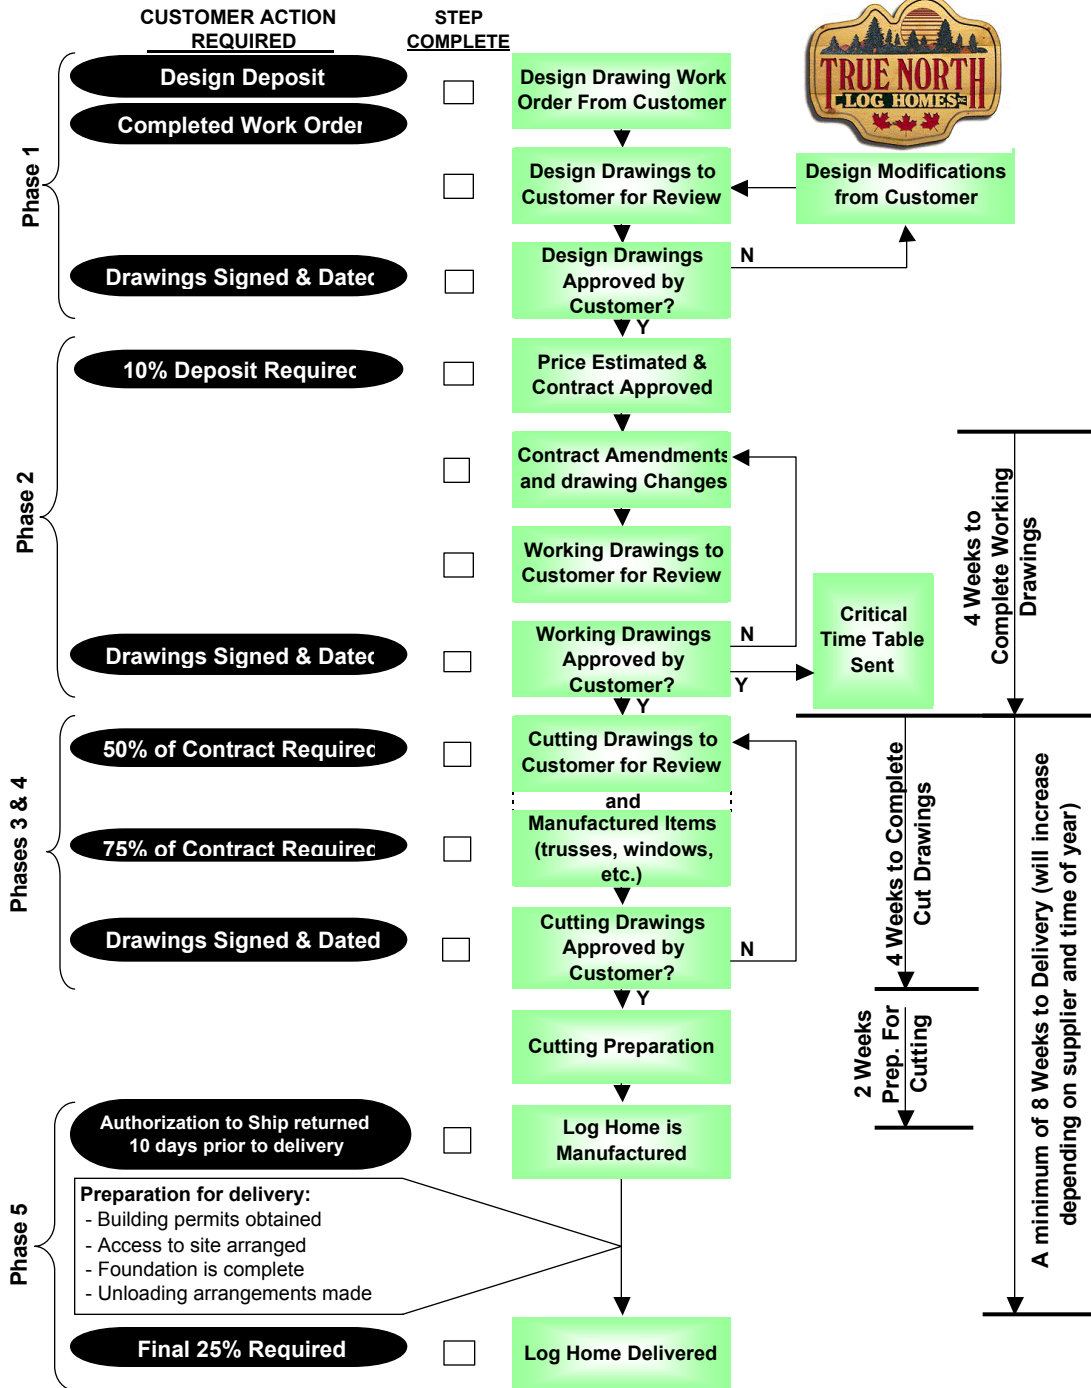 CUSTOMER ACTION
REQUIRED
STEP
COMPLETE
TRUE NORTH
LOG HOMES
Phase 1
Design Deposit
Completed Work Order
Design Drawing Work
Order From Customer
Design Drawings to
Customer for Review
Design Modifications
from Customer
Drawings Signed & Dated
Design Drawings
Approved by
Customer?
N
Y
Phase 2
10% Deposit Required
Price Estimated &
Contract Approved
Contract Amendments
and drawing Changes
Working Drawings to
Customer for Review
Drawings Signed & Dated
Working Drawings
Approved by
Customer?
N
Y
Y
Critical
Time Table
Sent
4 Weeks to
Complete Working
Drawings
Phases 3 & 4
50% of Contract Required
Cutting Drawings to
Customer for Review
and
75% of Contract Required
Manufactured Items
(trusses, windows,
etc.)
Drawings Signed & Dated
Cutting Drawings
Approved by
Customer?
N
Y
4 Weeks to Complete
Cut Drawings
Cutting Preparation
2 Weeks
Prep. For
Cutting
A minimum of 8 Weeks to Delivery (will increase
depending on supplier and time of year)
Phase 5
Authorization to Ship returned
10 days prior to delivery
Log Home is
Manufactured
Preparation for delivery:
- Building permits obtained
- Access to site arranged
- Foundation is complete
- Unloading arrangements made
Final 25% Required
Log Home Delivered